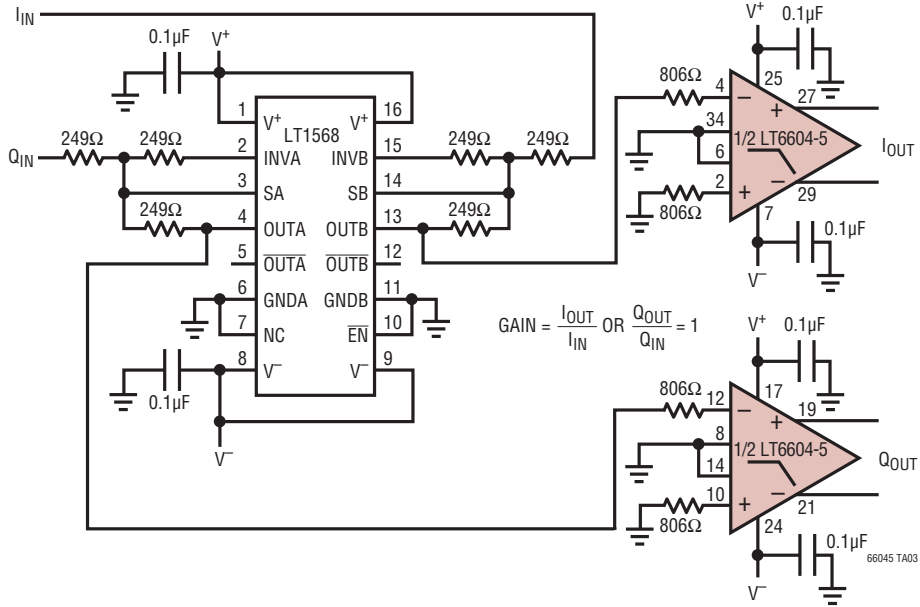 I_IN
0.1µF
V⁺
249Ω
Q_IN
249Ω
249Ω
1 V⁺ V⁺ 16
LT1568
2 INVA INVB 15
3 SA SB 14
4 OUTA OUTB 13
5 O̅U̅T̅A̅ O̅U̅T̅B̅ 12
6 GNDA GNDB 11
7 NC E̅N̅ 10
8 V⁻ V⁻ 9
249Ω
249Ω
249Ω
0.1µF
V⁻
V⁺
0.1µF
806Ω
4
25
27
34
1/2 LT6604-5
6
2
806Ω
29
7
0.1µF
V⁻
I_OUT
GAIN = I_OUT/I_IN OR Q_OUT/Q_IN = 1
V⁺
0.1µF
806Ω
12
17
19
8
1/2 LT6604-5
14
10
806Ω
21
24
0.1µF
V⁻
Q_OUT
66045 TA03